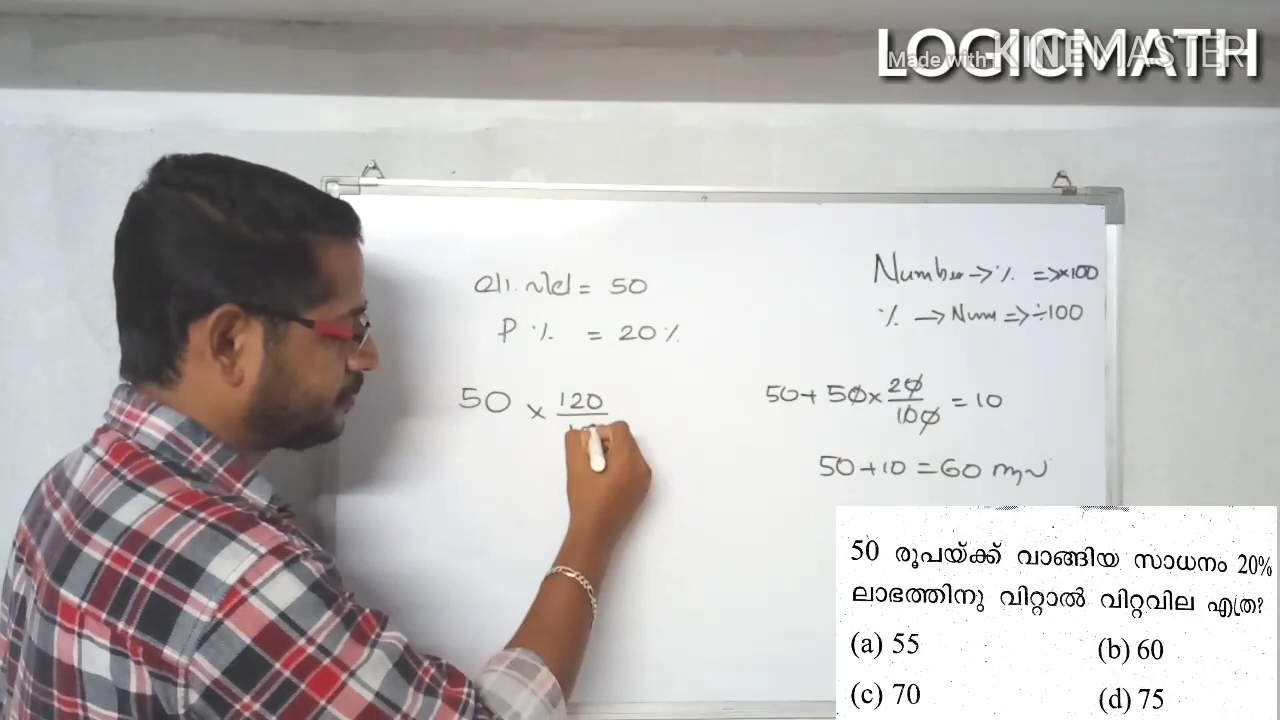 LOGICMATH
Made with KINEMASTER
വാ.വില = 50
P % = 20%
50 × 120
Number → % => ×100
% → Num => ÷100
50 + 50 × 20/100 = 10
50 + 10 = 60 രൂപ
50 രൂപയ്ക്ക് വാങ്ങിയ സാധനം 20%
ലാഭത്തിനു വിറ്റാൽ വിറ്റവില എത്ര?
(a) 55 (b) 60
(c) 70 (d) 75